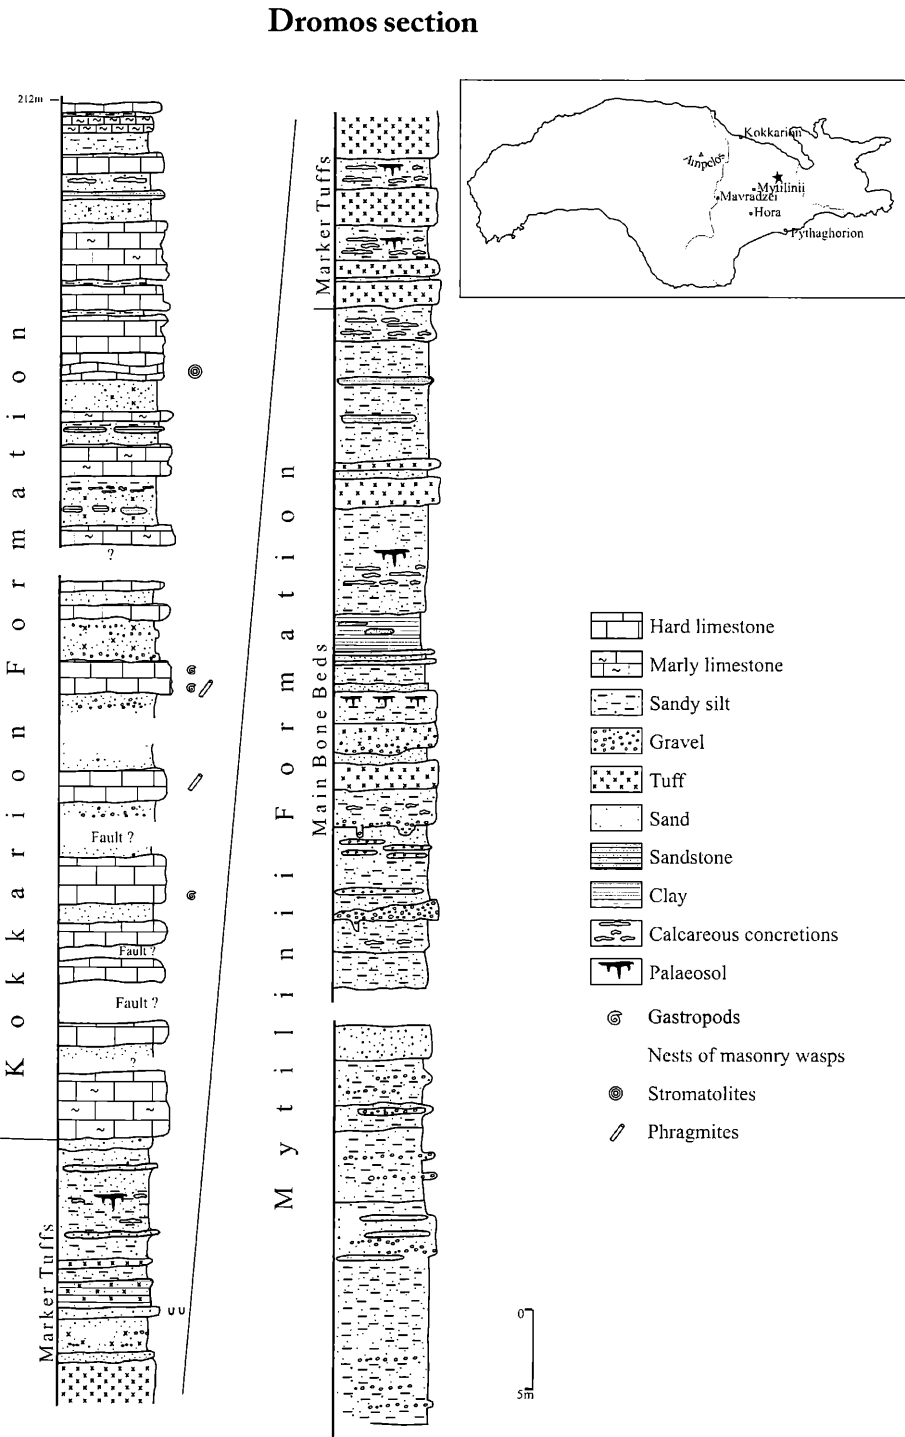 Dromos section
212m
Kokkarion Formation
?
Fault ?
Fault ?
Fault ?
?
Marker Tuffs
Marker Tuffs
Main Bone Beds
Mytilinii Formation
Kokkarion
Ampelos
Mytilinii
Mavradzei
Hora
Pythaghorion
Hard limestone
Marly limestone
Sandy silt
Gravel
Tuff
Sand
Sandstone
Clay
Calcareous concretions
Palaeosol
Gastropods
Nests of masonry wasps
Stromatolites
Phragmites
0
5m